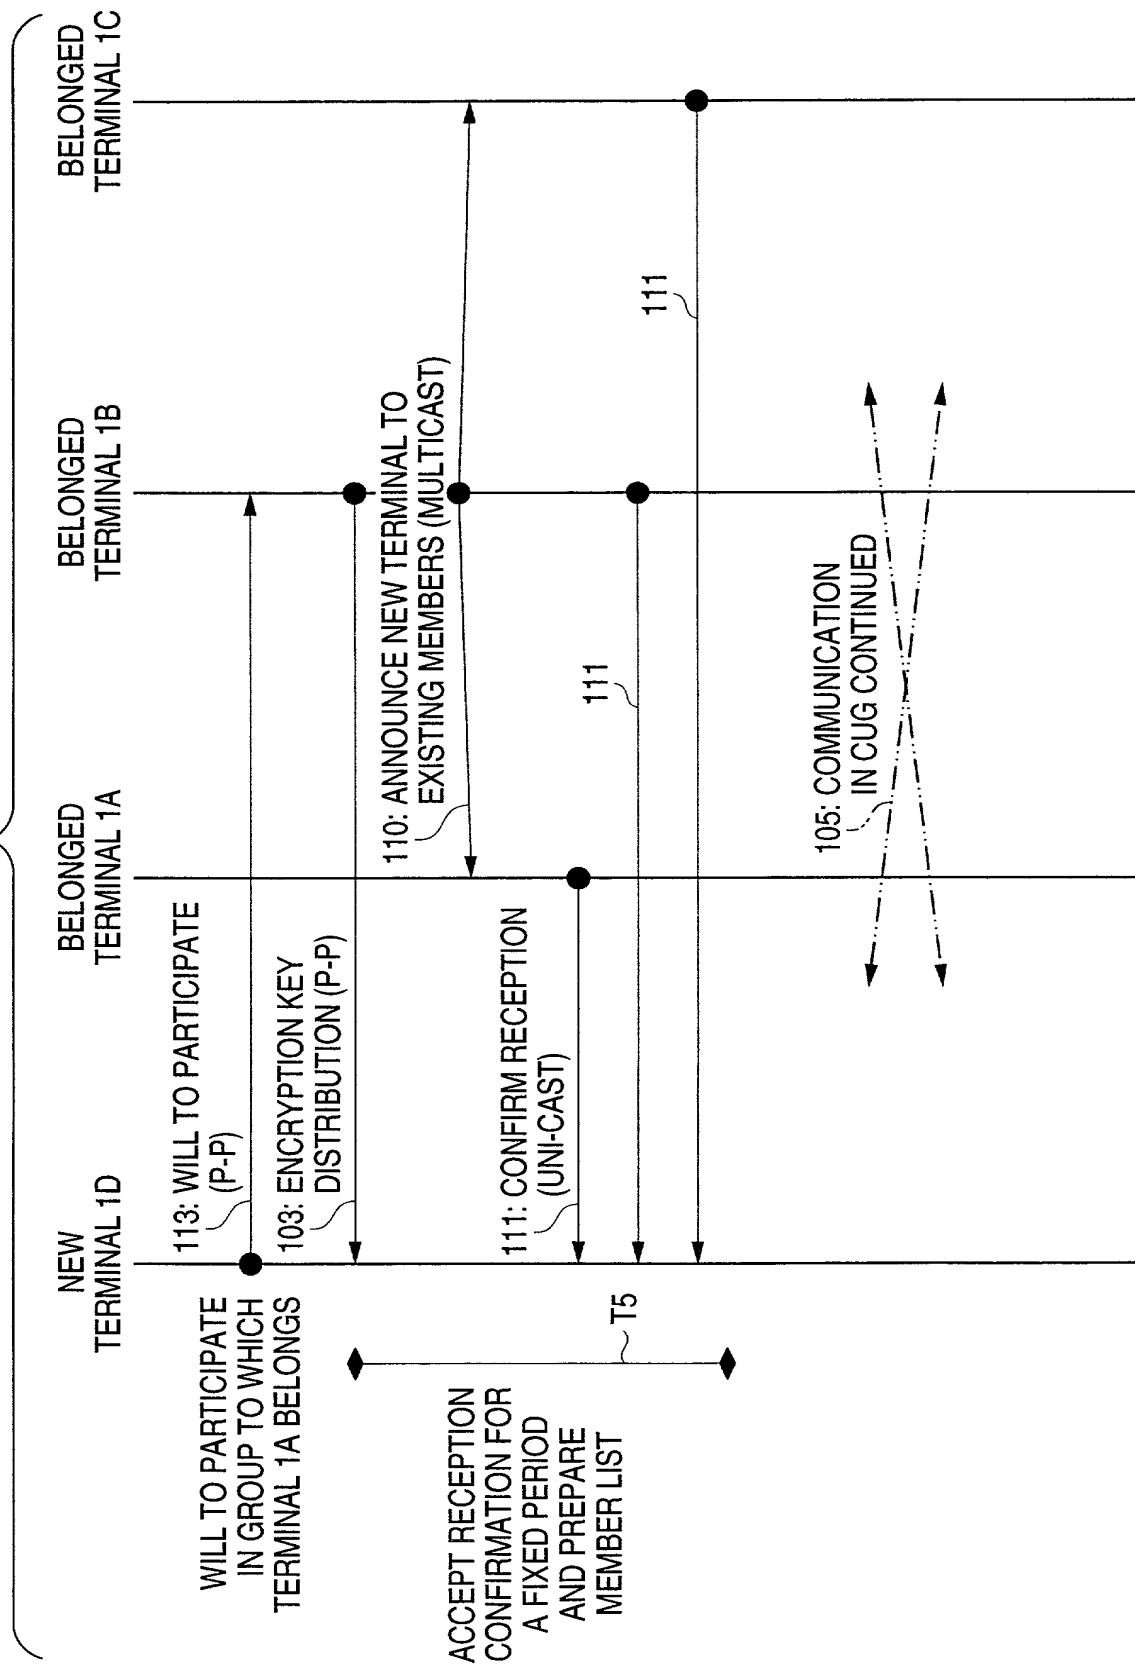 NEW
TERMINAL 1D
BELONGED
TERMINAL 1A
BELONGED
TERMINAL 1B
BELONGED
TERMINAL 1C
WILL TO PARTICIPATE
IN GROUP TO WHICH
TERMINAL 1A BELONGS
113: WILL TO PARTICIPATE
(P-P)
103: ENCRYPTION KEY
DISTRIBUTION (P-P)
110: ANNOUNCE NEW TERMINAL TO
EXISTING MEMBERS (MULTICAST)
ACCEPT RECEPTION
CONFIRMATION FOR
A FIXED PERIOD
AND PREPARE
MEMBER LIST
T5
111: CONFIRM RECEPTION
(UNI-CAST)
111
111
105: COMMUNICATION
IN CUG CONTINUED